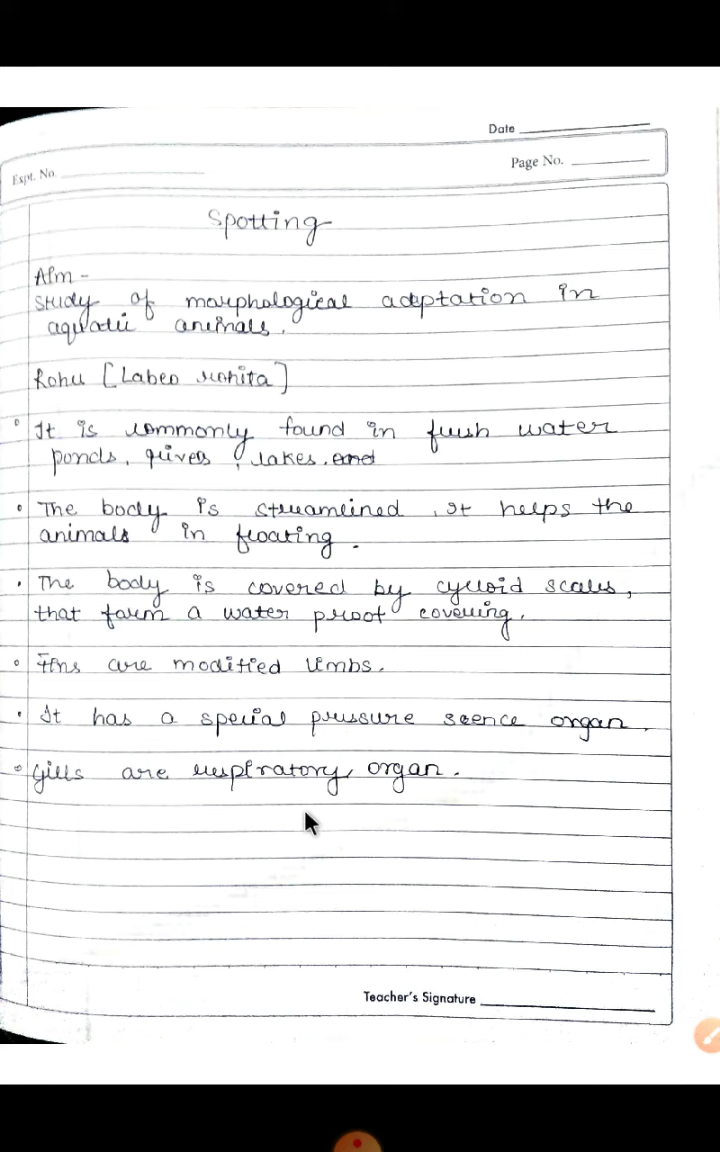 Date
Expt. No.
Page No.
Spotting
Aim -
study of morphological adptation in
aquatic animals.
Rohu [Labeo rohita]
It is commonly found in fresh water
ponds, rivers, lakes. and
The body is streamlined, it helps the
animals in floating.
The body is covered by cycloid scales,
that form a water proof covering.
Fins are modified limbs.
It has a special pressure scence organ.
Gills are respiratory organ.
Teacher's Signature